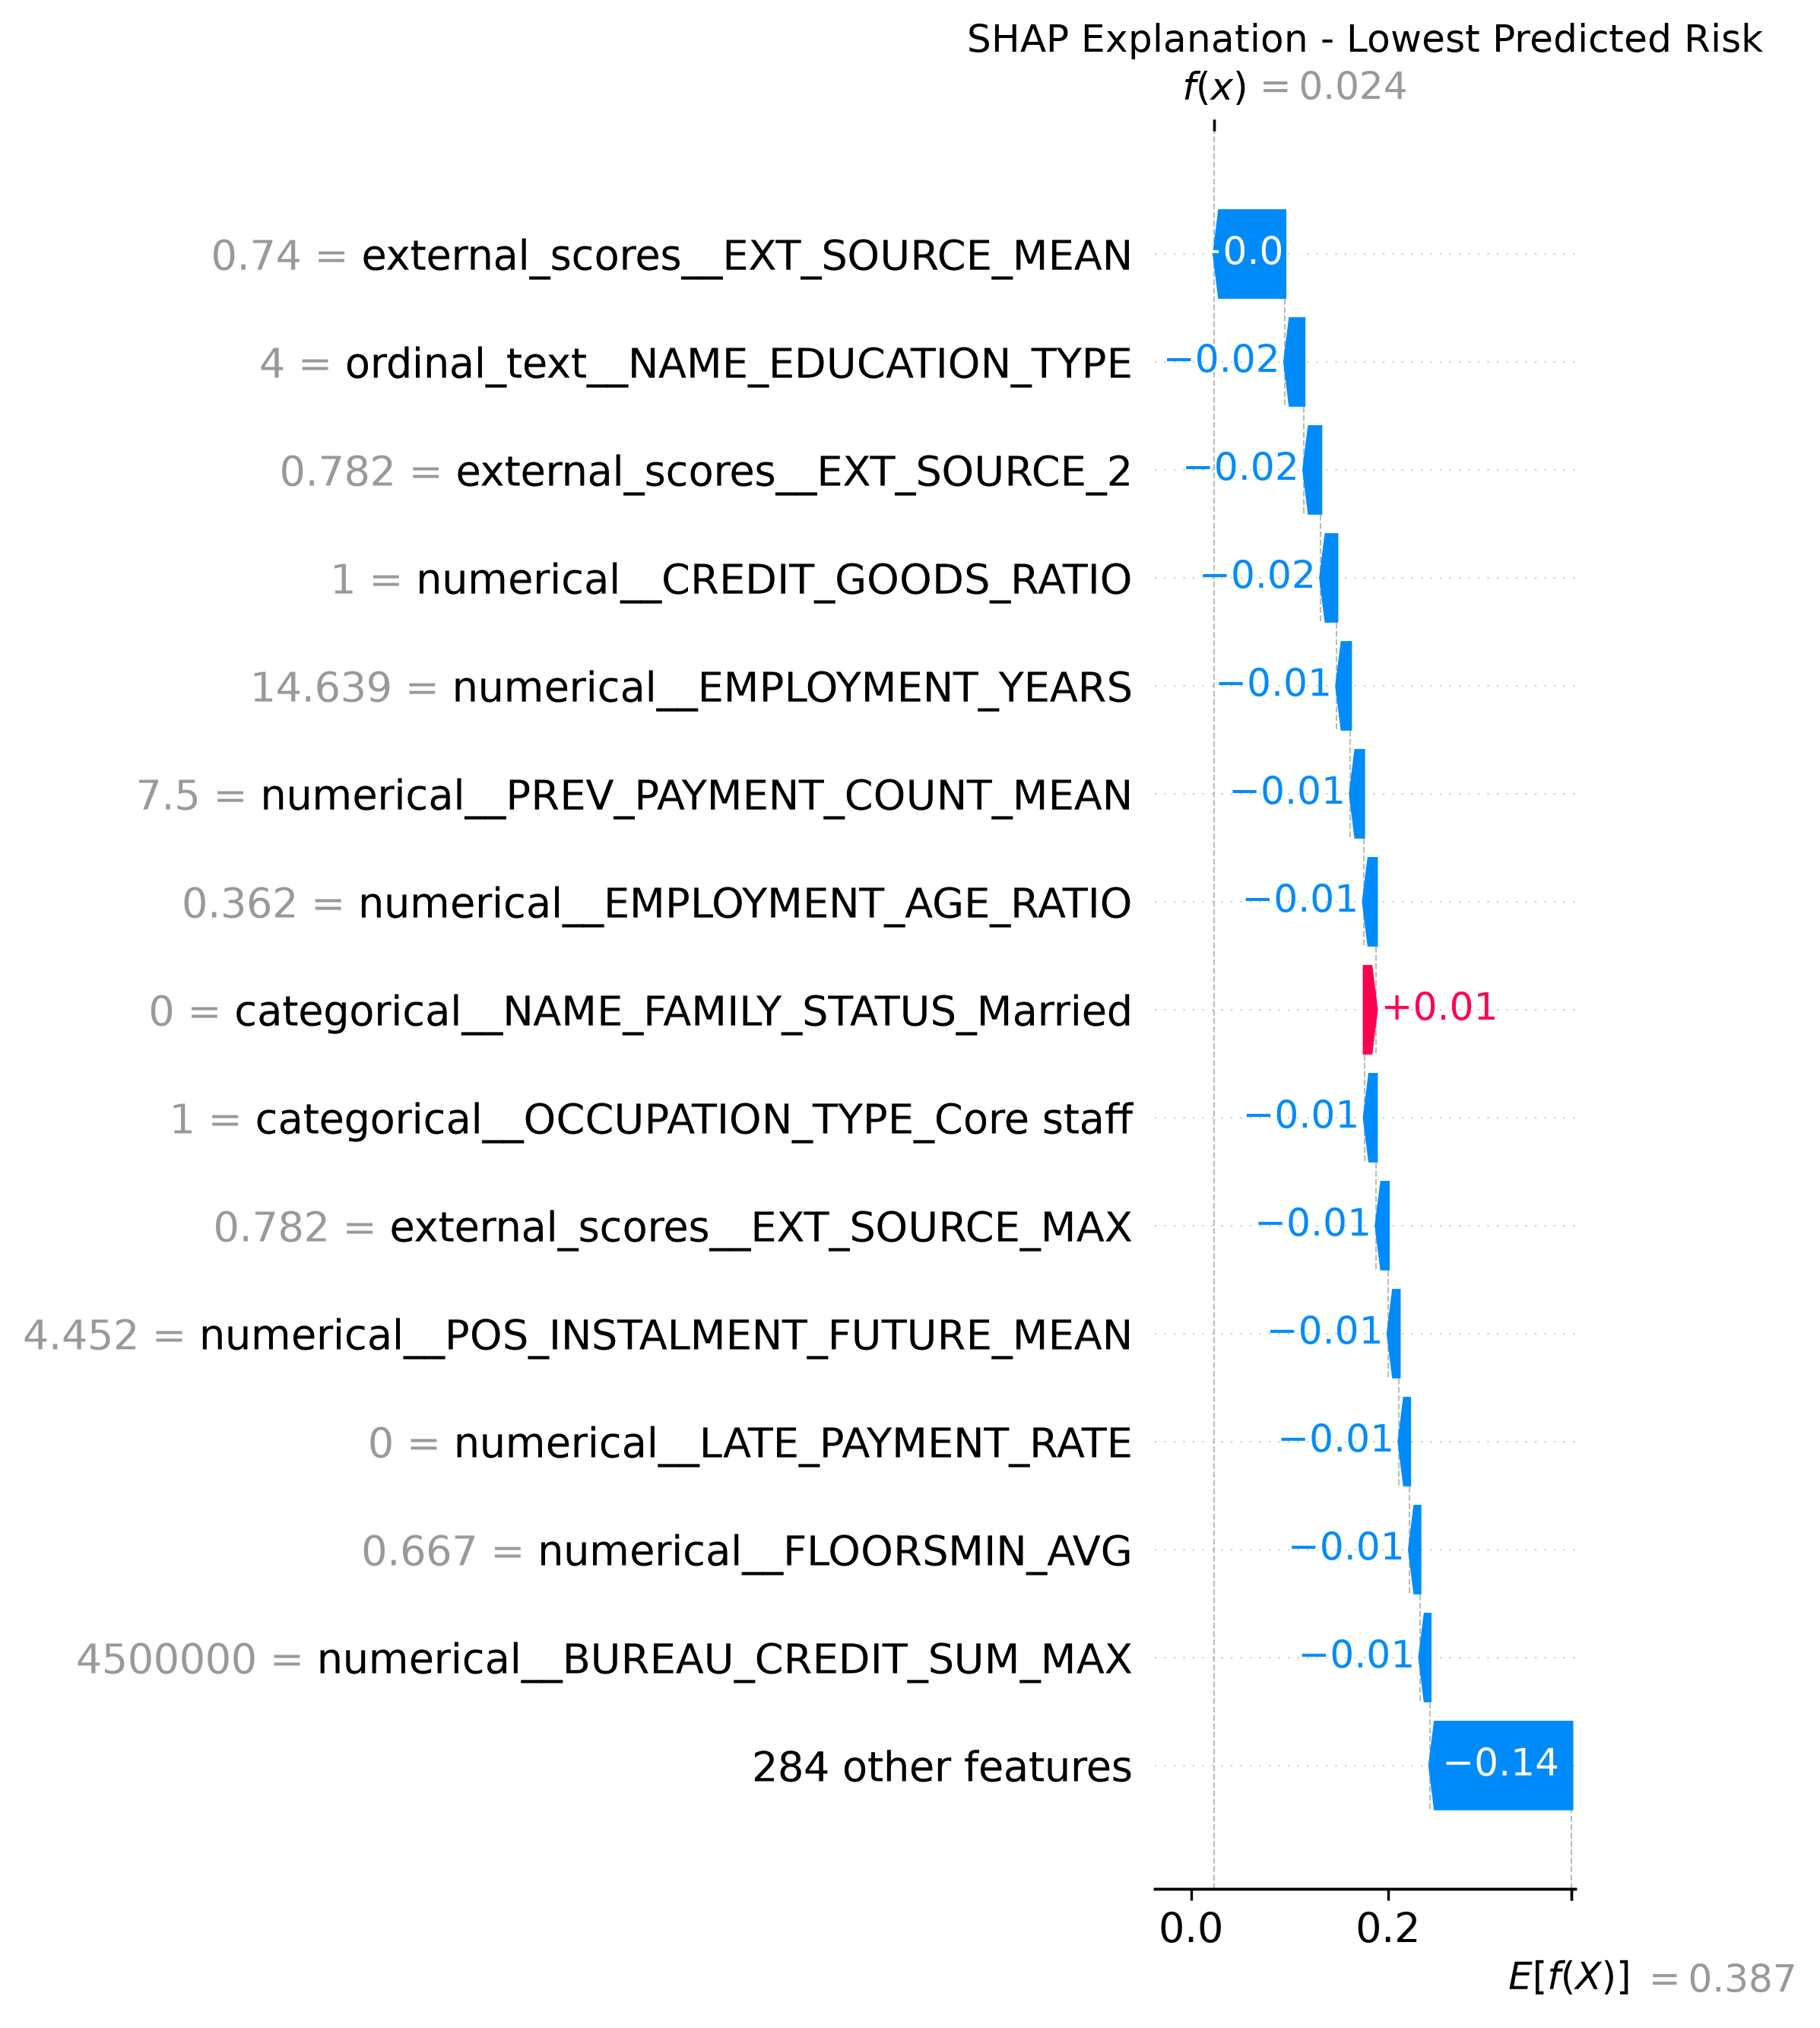 SHAP Explanation - Lowest Predicted Risk
f(x) = 0.024
0.74 = external_scores__EXT_SOURCE_MEAN
−0.0
4 = ordinal_text__NAME_EDUCATION_TYPE −0.02
0.782 = external_scores__EXT_SOURCE_2 −0.02
1 = numerical__CREDIT_GOODS_RATIO −0.02
14.639 = numerical__EMPLOYMENT_YEARS −0.01
7.5 = numerical__PREV_PAYMENT_COUNT_MEAN −0.01
0.362 = numerical__EMPLOYMENT_AGE_RATIO −0.01
0 = categorical__NAME_FAMILY_STATUS_Married +0.01
1 = categorical__OCCUPATION_TYPE_Core staff −0.01
0.782 = external_scores__EXT_SOURCE_MAX −0.01
4.452 = numerical__POS_INSTALMENT_FUTURE_MEAN −0.01
0 = numerical__LATE_PAYMENT_RATE −0.01
0.667 = numerical__FLOORSMIN_AVG −0.01
4500000 = numerical__BUREAU_CREDIT_SUM_MAX −0.01
284 other features −0.14
0.0 0.2
E[f(X)] = 0.387